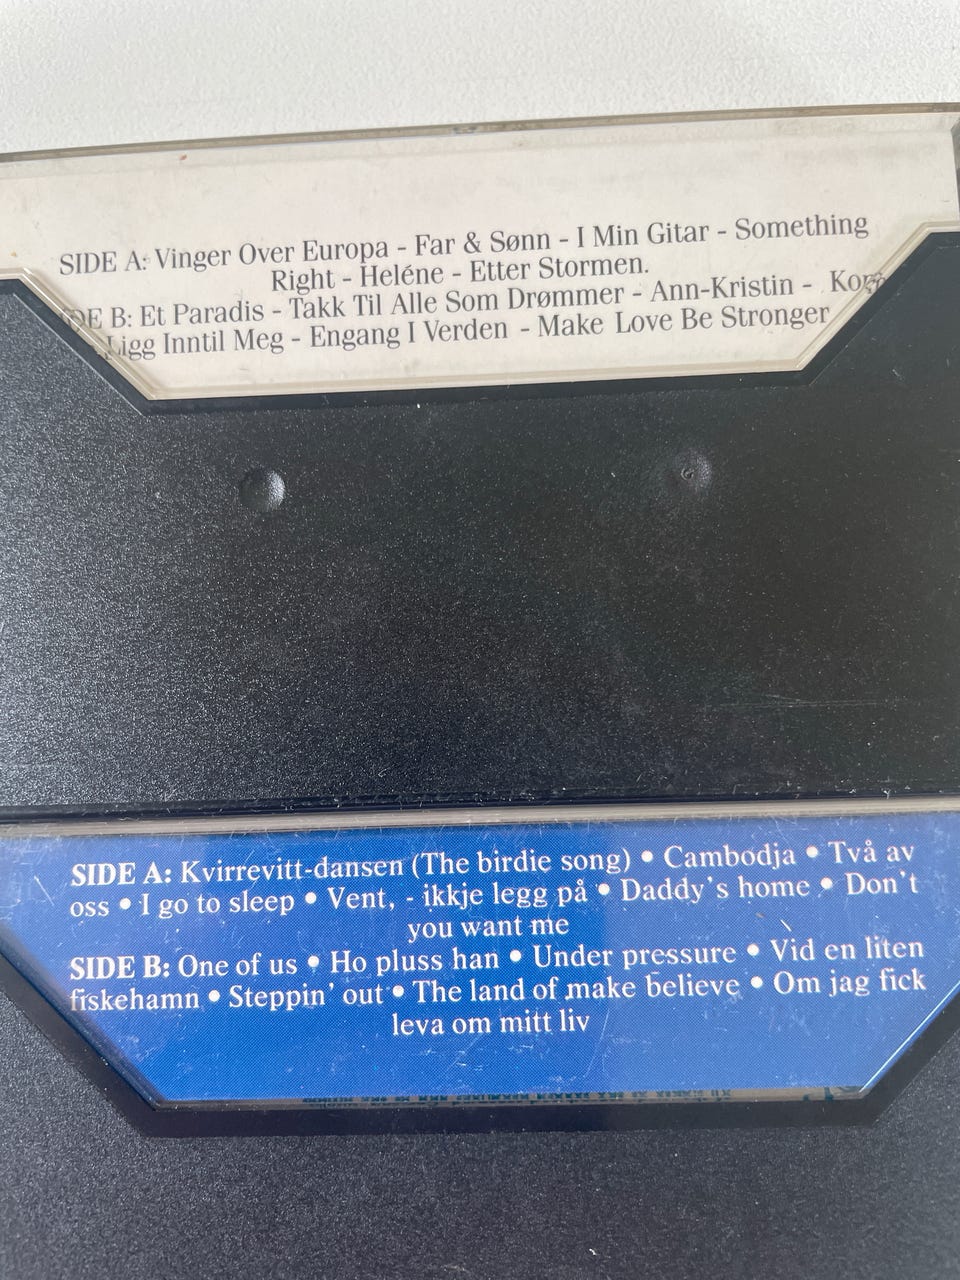 SIDE A: Vinger Over Europa - Far & Sønn - I Min Gitar - Something
Right - Heléne - Etter Stormen.
SIDE B: Et Paradis - Takk Til Alle Som Drømmer - Ann-Kristin - Kom
Ligg Inntil Meg - Engang I Verden - Make Love Be Stronger
SIDE A: Kvirrevitt-dansen (The birdie song) • Cambodja • Två av
oss • I go to sleep • Vent, - ikkje legg på • Daddy's home • Don't
you want me
SIDE B: One of us • Ho pluss han • Under pressure • Vid en liten
fiskehamn • Steppin' out • The land of make believe • Om jag fick
leva om mitt liv